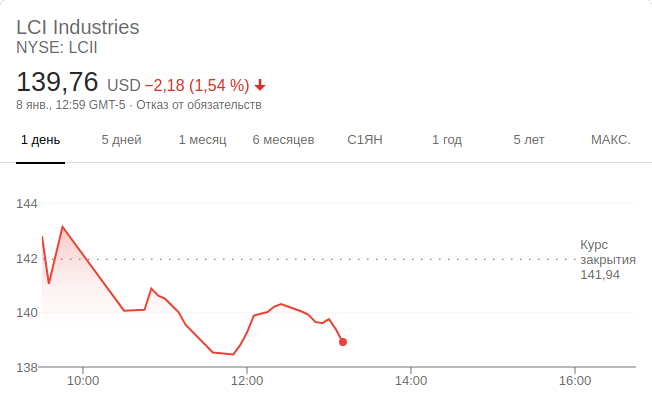 LCI Industries
NYSE: LCII
139,76 USD −2,18 (1,54 %)
8 янв., 12:59 GMT-5 · Отказ от обязательств
1 день 5 дней 1 месяц 6 месяцев С1ЯН 1 год 5 лет МАКС.
144
142
140
138
Курс
закрытия
141,94
10:00 12:00 14:00 16:00